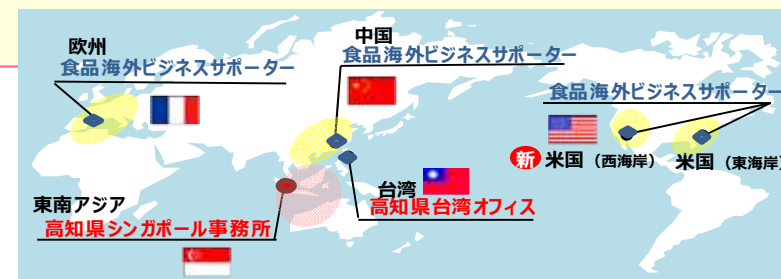 欧州
食品海外ビジネスサポーター
中国
食品海外ビジネスサポーター
食品海外ビジネスサポーター
新 米国（西海岸） 米国（東海岸）
台湾
高知県台湾オフィス
東南アジア
高知県シンガポール事務所